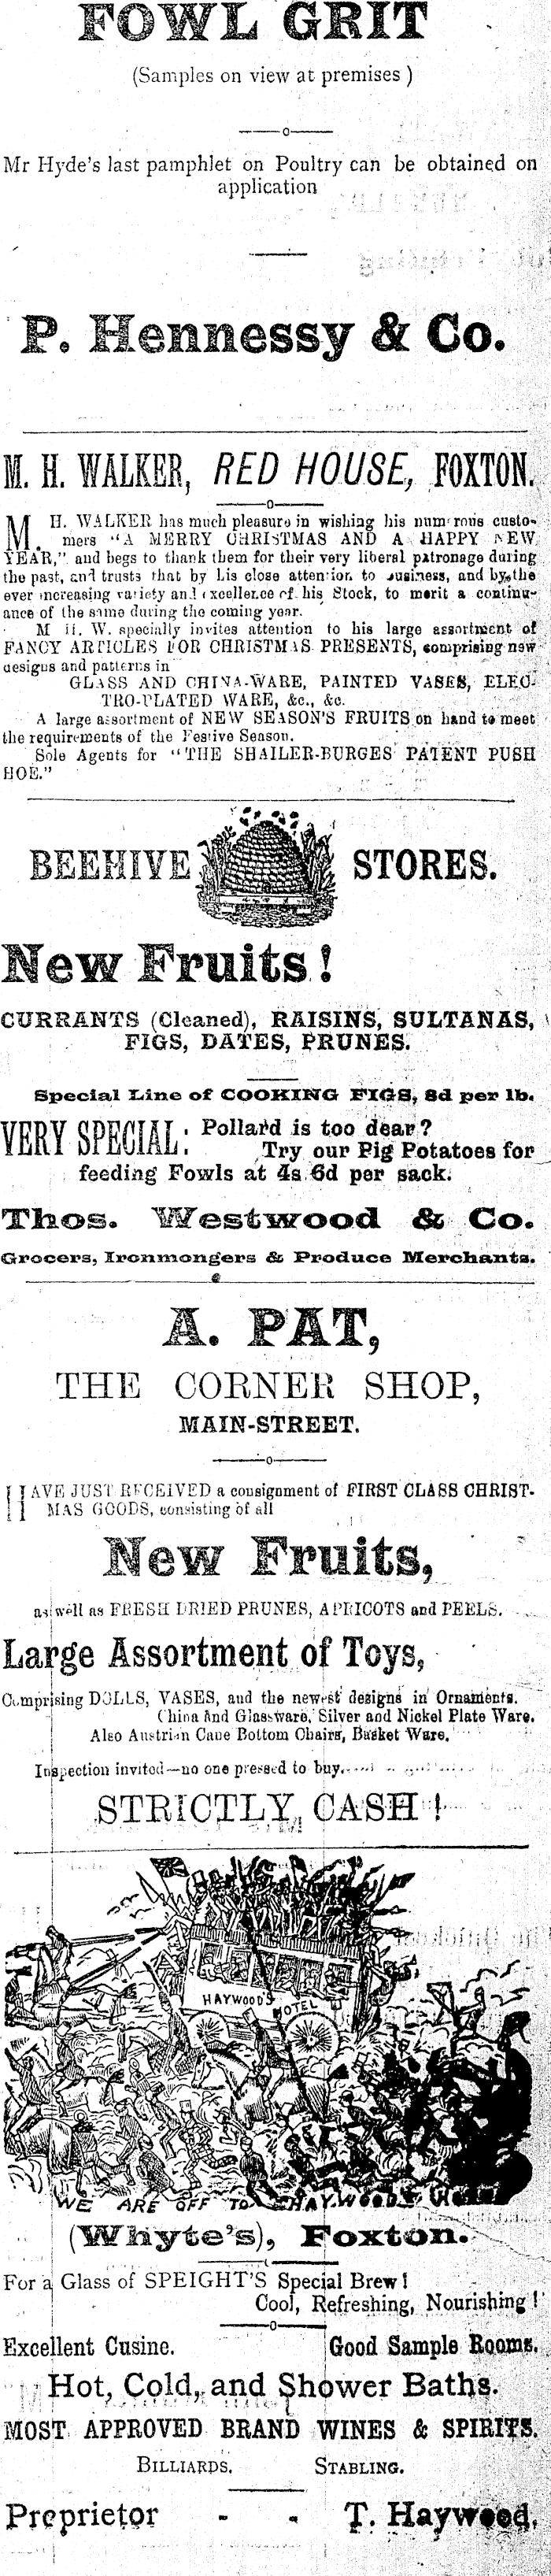 FOWL GRIT
(Samples on view at premises)
Mr Hyde's last pamphlet on Poultry can be obtained on
application
P. Hennessy & Co.
M. H. WALKER, RED HOUSE, FOXTON.
M. H. WALKER has much pleasure in wishing his numerous custo-
mers "A MERRY CHRISTMAS AND A HAPPY NEW
YEAR," and begs to thank them for their very liberal patronage during
the past, and trusts that by his close attention to business, and by the
ever increasing variety and excellence of his Stock, to merit a continu-
ance of the same during the coming year.
M H. W. specially invites attention to his large assortment of
FANCY ARTICLES FOR CHRISTMAS PRESENTS, comprising new
designs and patterns in
GLASS AND CHINA-WARE, PAINTED VASES, ELEC-
TRO-PLATED WARE, &c., &c.
A large assortment of NEW SEASON'S FRUITS on hand to meet
the requirements of the Festive Season.
Sole Agents for "THE SHAILER-BURGES PATENT PUSH
HOE."
BEEHIVE STORES.
New Fruits!
CURRANTS (Cleaned), RAISINS, SULTANAS,
FIGS, DATES, PRUNES.
Special Line of COOKING FIGS, 8d per lb.
VERY SPECIAL: Pollard is too dear?
Try our Pig Potatoes for
feeding Fowls at 4s 6d per sack.
Thos. Westwood & Co.
Grocers, Ironmongers & Produce Merchants.
A. PAT,
THE CORNER SHOP,
MAIN-STREET.
HAVE JUST RECEIVED a consignment of FIRST CLASS CHRIST-
MAS GOODS, consisting of all
New Fruits,
as well as FRESH DRIED PRUNES, APRICOTS and PEELS.
Large Assortment of Toys,
Comprising DOLLS, VASES, and the newest designs in Ornaments.
China and Glassware, Silver and Nickel Plate Ware.
Also Austrian Cane Bottom Chairs, Basket Ware.
Inspection invited—no one pressed to buy.
STRICTLY CASH!
HAYWOOD'S HOTEL
WE ARE OFF TO HAYWOOD'S
(Whyte's), Foxton.
For a Glass of SPEIGHT'S Special Brew!
Cool, Refreshing, Nourishing!
Excellent Cusine. Good Sample Rooms.
Hot, Cold, and Shower Baths.
MOST APPROVED BRAND WINES & SPIRITS.
BILLIARDS. STABLING.
Proprietor - - T. Haywood.